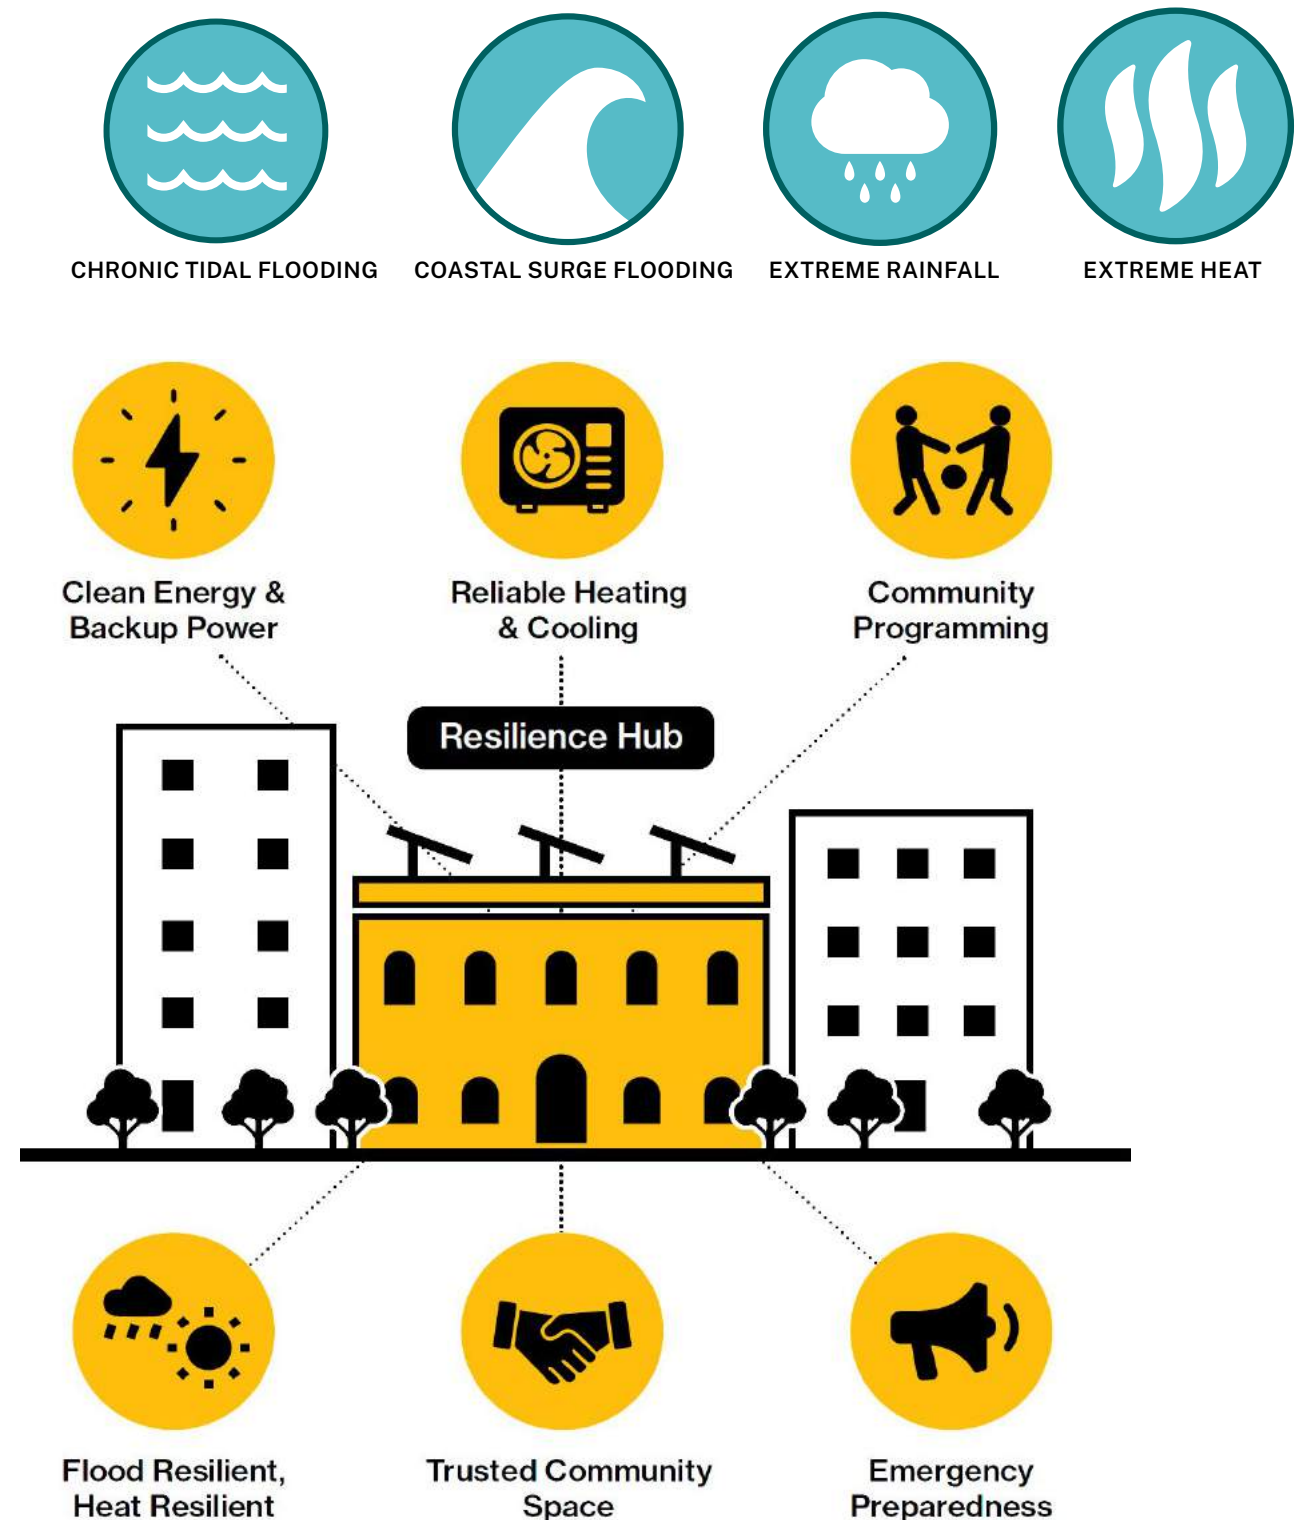 CHRONIC TIDAL FLOODING
COASTAL SURGE FLOODING
EXTREME RAINFALL
EXTREME HEAT
Clean Energy &
Backup Power
Reliable Heating
& Cooling
Community
Programming
Resilience Hub
Flood Resilient,
Heat Resilient
Trusted Community
Space
Emergency
Preparedness